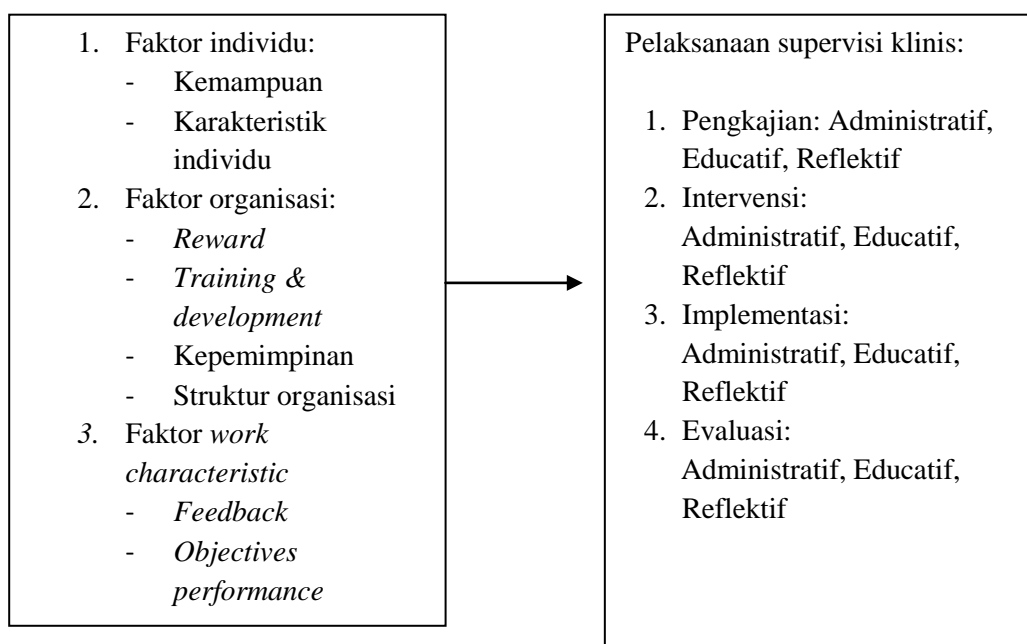 1. Faktor individu:
- Kemampuan
- Karakteristik
individu
2. Faktor organisasi:
- Reward
- Training &
development
- Kepemimpinan
- Struktur organisasi
3. Faktor work
characteristic
- Feedback
- Objectives
performance
Pelaksanaan supervisi klinis:
1. Pengkajian: Administratif,
Educatif, Reflektif
2. Intervensi:
Administratif, Educatif,
Reflektif
3. Implementasi:
Administratif, Educatif,
Reflektif
4. Evaluasi:
Administratif, Educatif,
Reflektif